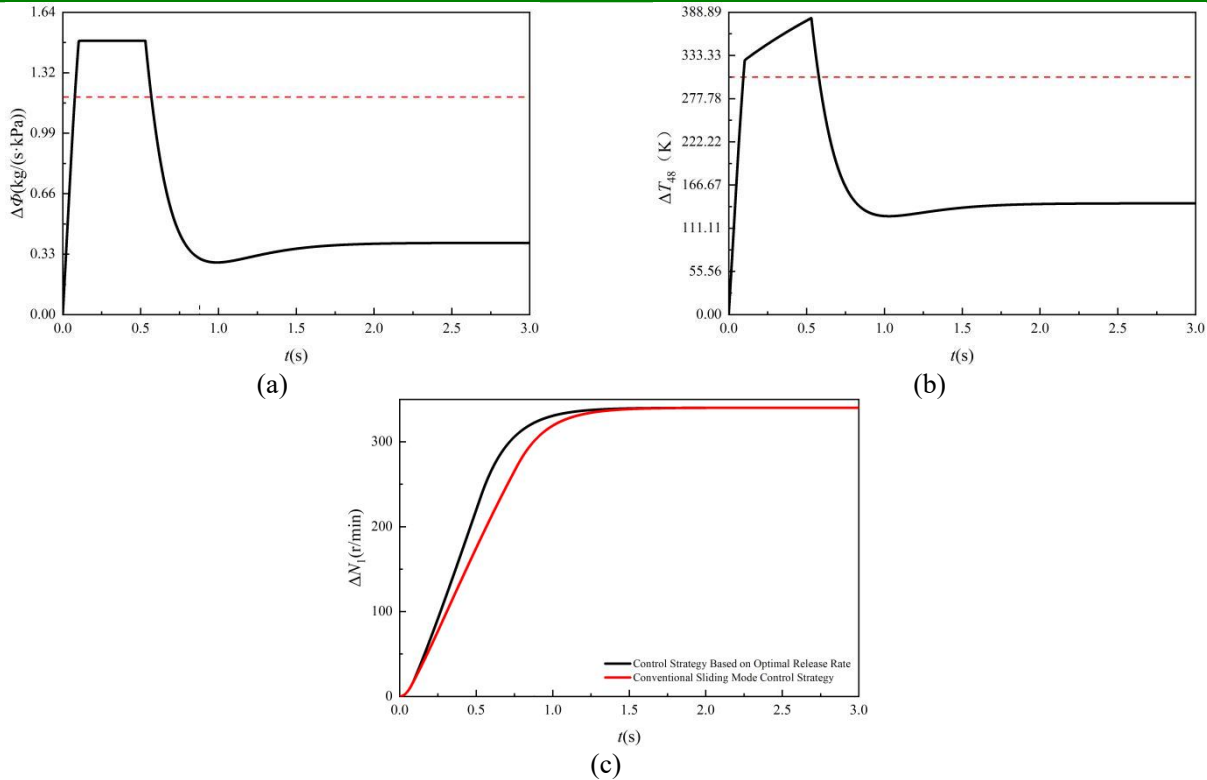 1.64
1.32
0.99
0.66
0.33
0.00
ΔΦ(kg/(s·kPa))
0.0 0.5 1.0 1.5 2.0 2.5 3.0
t(s)
(a)
388.89
333.33
277.78
222.22
166.67
111.11
55.56
0.00
ΔT48 (K)
0.0 0.5 1.0 1.5 2.0 2.5 3.0
t(s)
(b)
300
200
100
0
ΔN1(r/min)
Control Strategy Based on Optimal Release Rate
Conventional Sliding Mode Control Strategy
0.0 0.5 1.0 1.5 2.0 2.5 3.0
t(s)
(c)